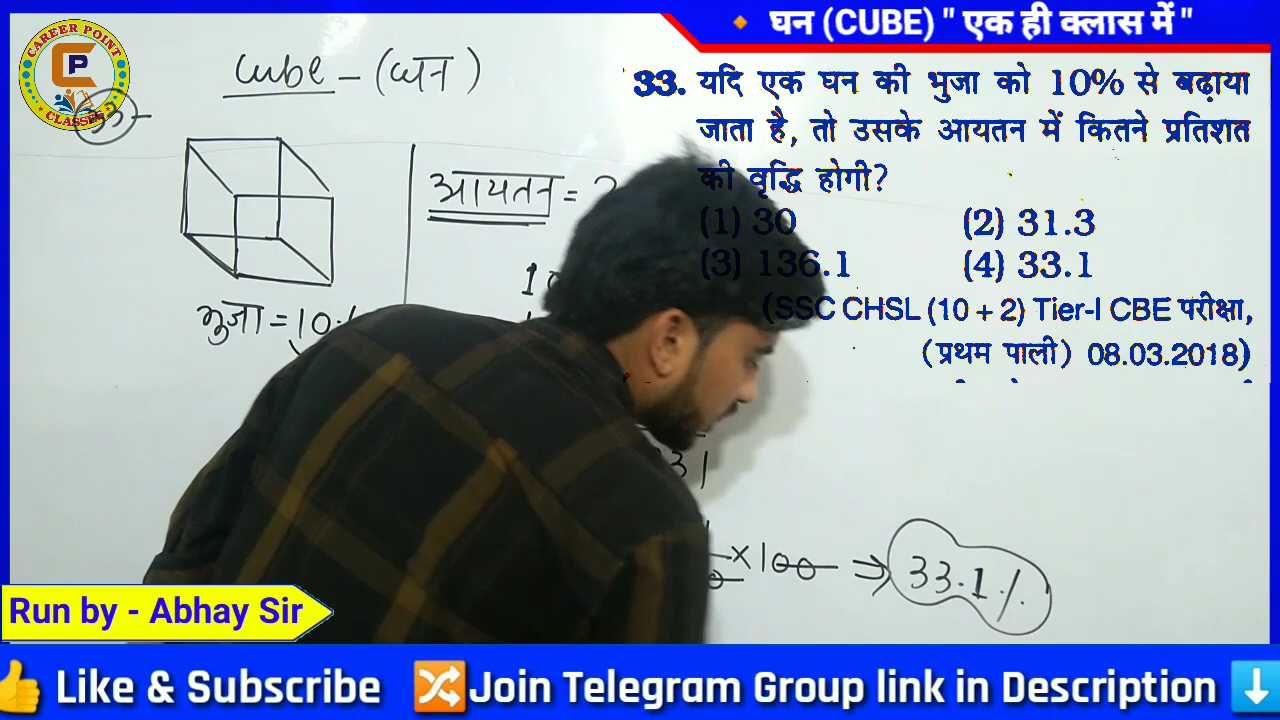 🔸 घन (CUBE) " एक ही क्लास में "
CAREER POINT
CP
CLASSES
Cube – (घन)
33–
33. यदि एक घन की भुजा को 10% से बढ़ाया
जाता है, तो उसके आयतन में कितने प्रतिशत
की वृद्धि होगी?
(1) 30 (2) 31.3
(3) 136.1 (4) 33.1
(SSC CHSL (10 + 2) Tier-I CBE परीक्षा,
(प्रथम पाली) 08.03.2018)
आयतन =
भुजा = 10
×100 ⇒ 33.1%
Run by - Abhay Sir
👍 Like & Subscribe 🔀 Join Telegram Group link in Description ⬇